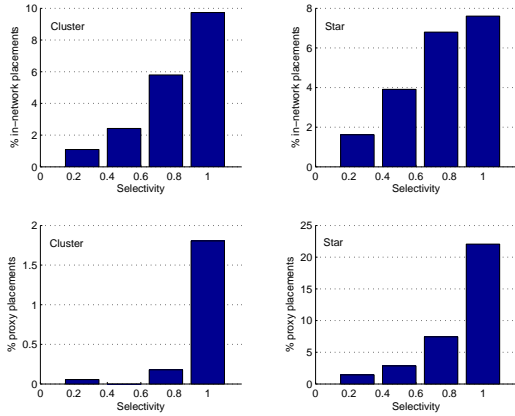 10
8
6
4
2
0
Cluster
% in-network placements
0 0.2 0.4 0.6 0.8 1
Selectivity
8
6
4
2
0
Star
% in-network placements
0 0.2 0.4 0.6 0.8 1
Selectivity
2
1.5
1
0.5
0
Cluster
% proxy placements
0 0.2 0.4 0.6 0.8 1
Selectivity
25
20
15
10
5
0
Star
% proxy placements
0 0.2 0.4 0.6 0.8 1
Selectivity